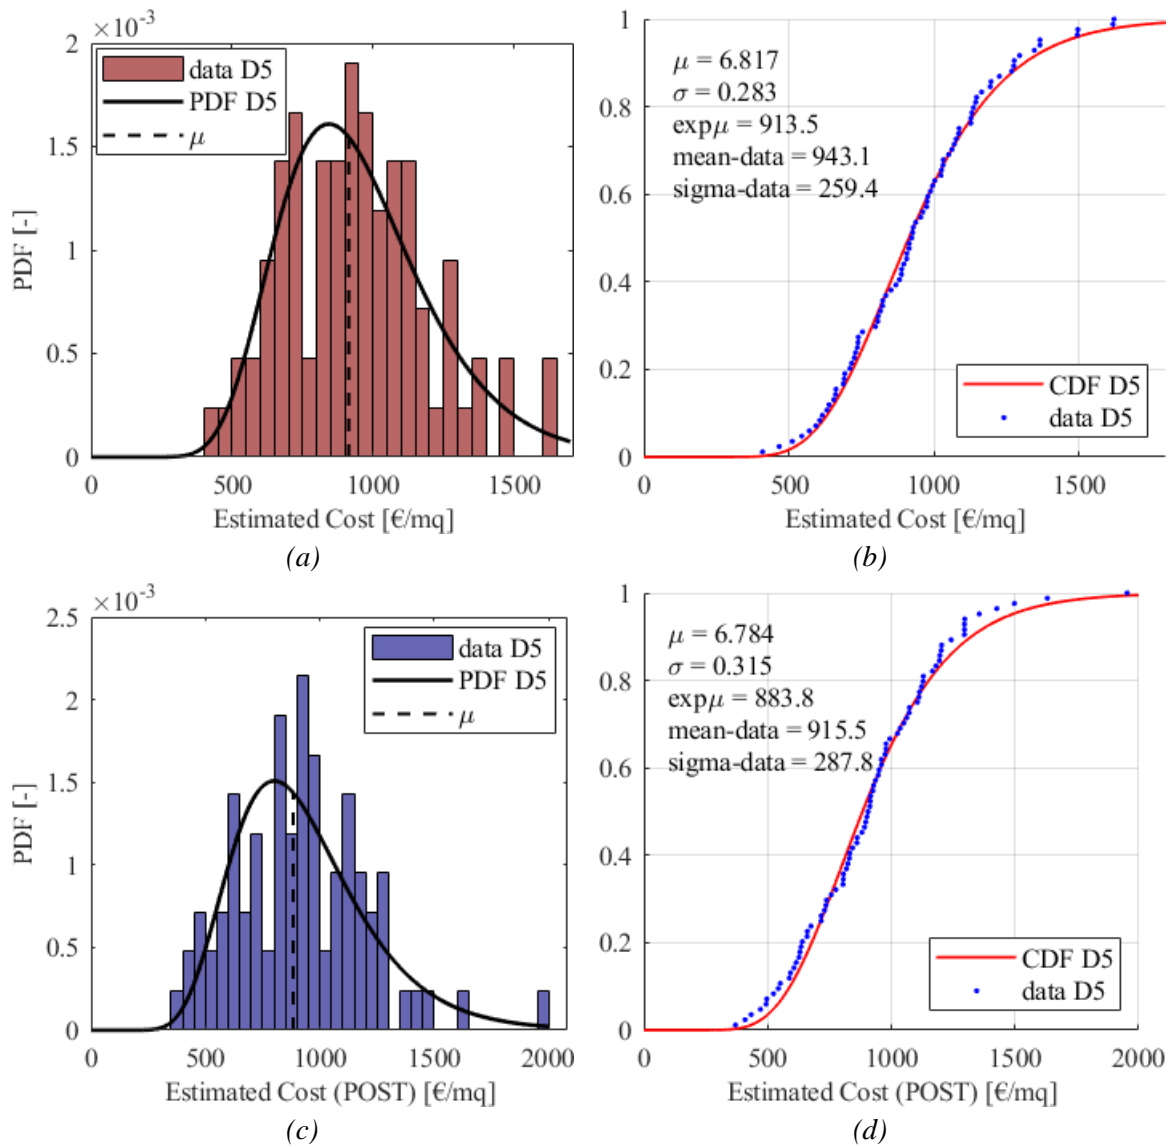 ×10⁻³
2
1.5
1
0.5
0
PDF [-]
data D5
PDF D5
μ
0 500 1000 1500
Estimated Cost [€/mq]
(a)
1
0.8
0.6
0.4
0.2
0
μ = 6.817
σ = 0.283
expμ = 913.5
mean-data = 943.1
sigma-data = 259.4
CDF D5
data D5
0 500 1000 1500
Estimated Cost [€/mq]
(b)
×10⁻³
2.5
2
1.5
1
0.5
0
PDF [-]
data D5
PDF D5
μ
0 500 1000 1500 2000
Estimated Cost (POST) [€/mq]
(c)
1
0.8
0.6
0.4
0.2
0
μ = 6.784
σ = 0.315
expμ = 883.8
mean-data = 915.5
sigma-data = 287.8
CDF D5
data D5
0 500 1000 1500 2000
Estimated Cost (POST) [€/mq]
(d)